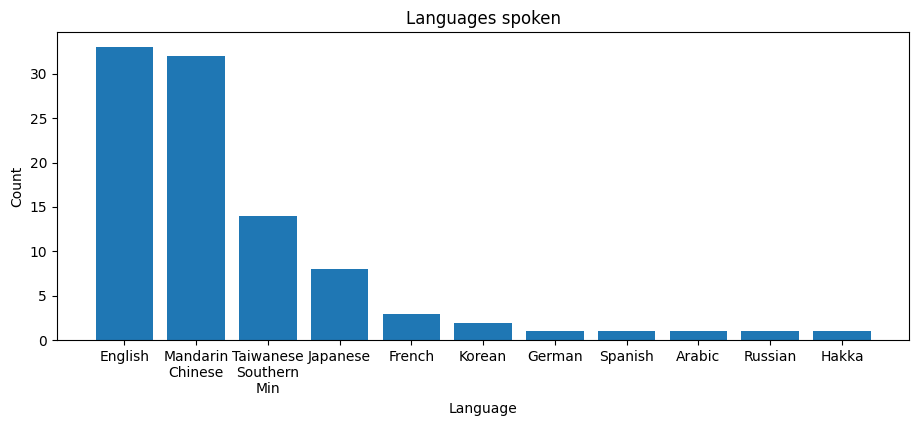 Languages spoken
Count
30
25
20
15
10
5
0
English Mandarin Taiwanese Japanese French Korean German Spanish Arabic Russian Hakka
Chinese Southern
Min
Language